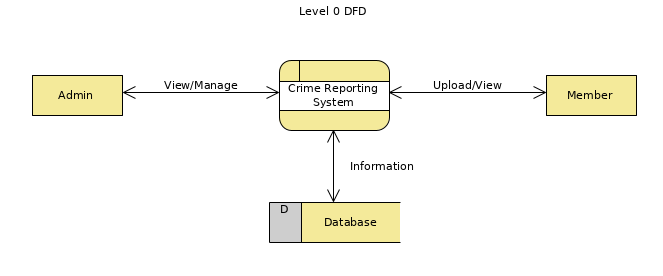 Level 0 DFD
Admin
View/Manage
Crime Reporting
System
Upload/View
Member
Information
D
Database